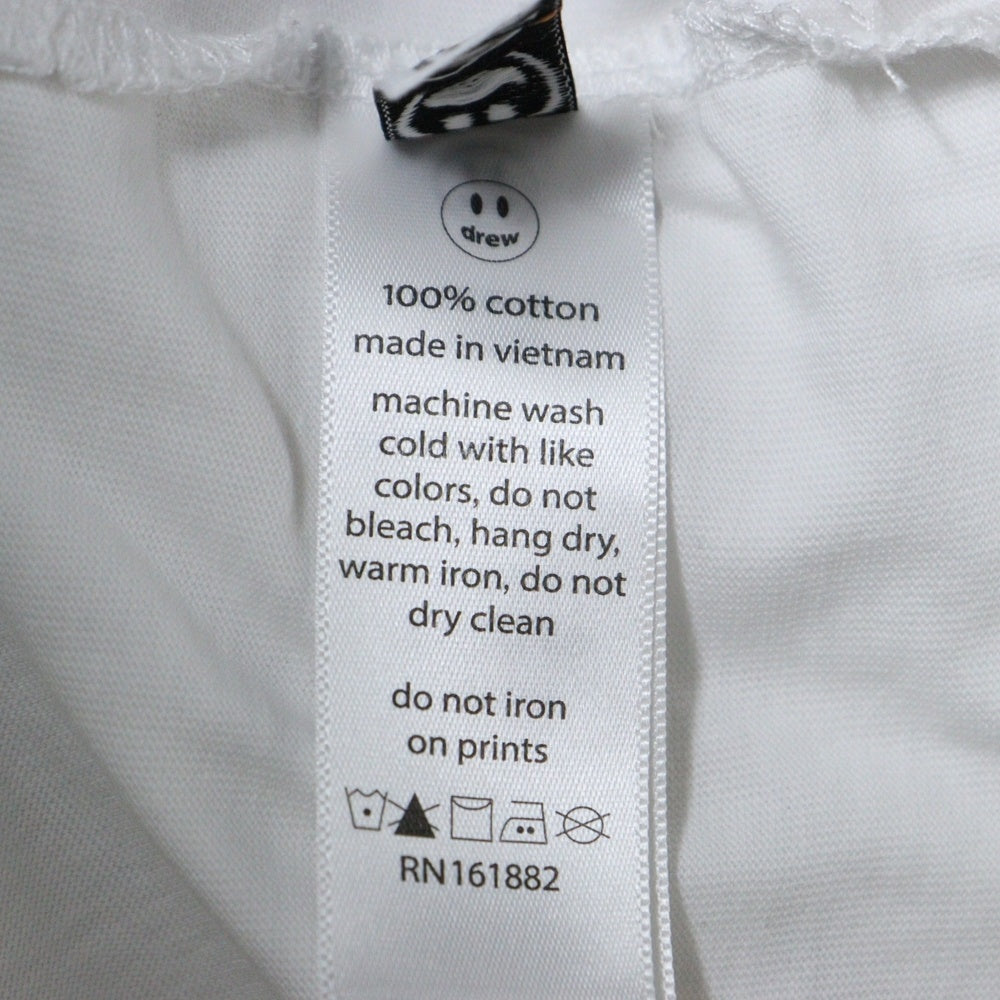 drew
100% cotton
made in vietnam
machine wash
cold with like
colors, do not
bleach, hang dry,
warm iron, do not
dry clean
do not iron
on prints
RN161882